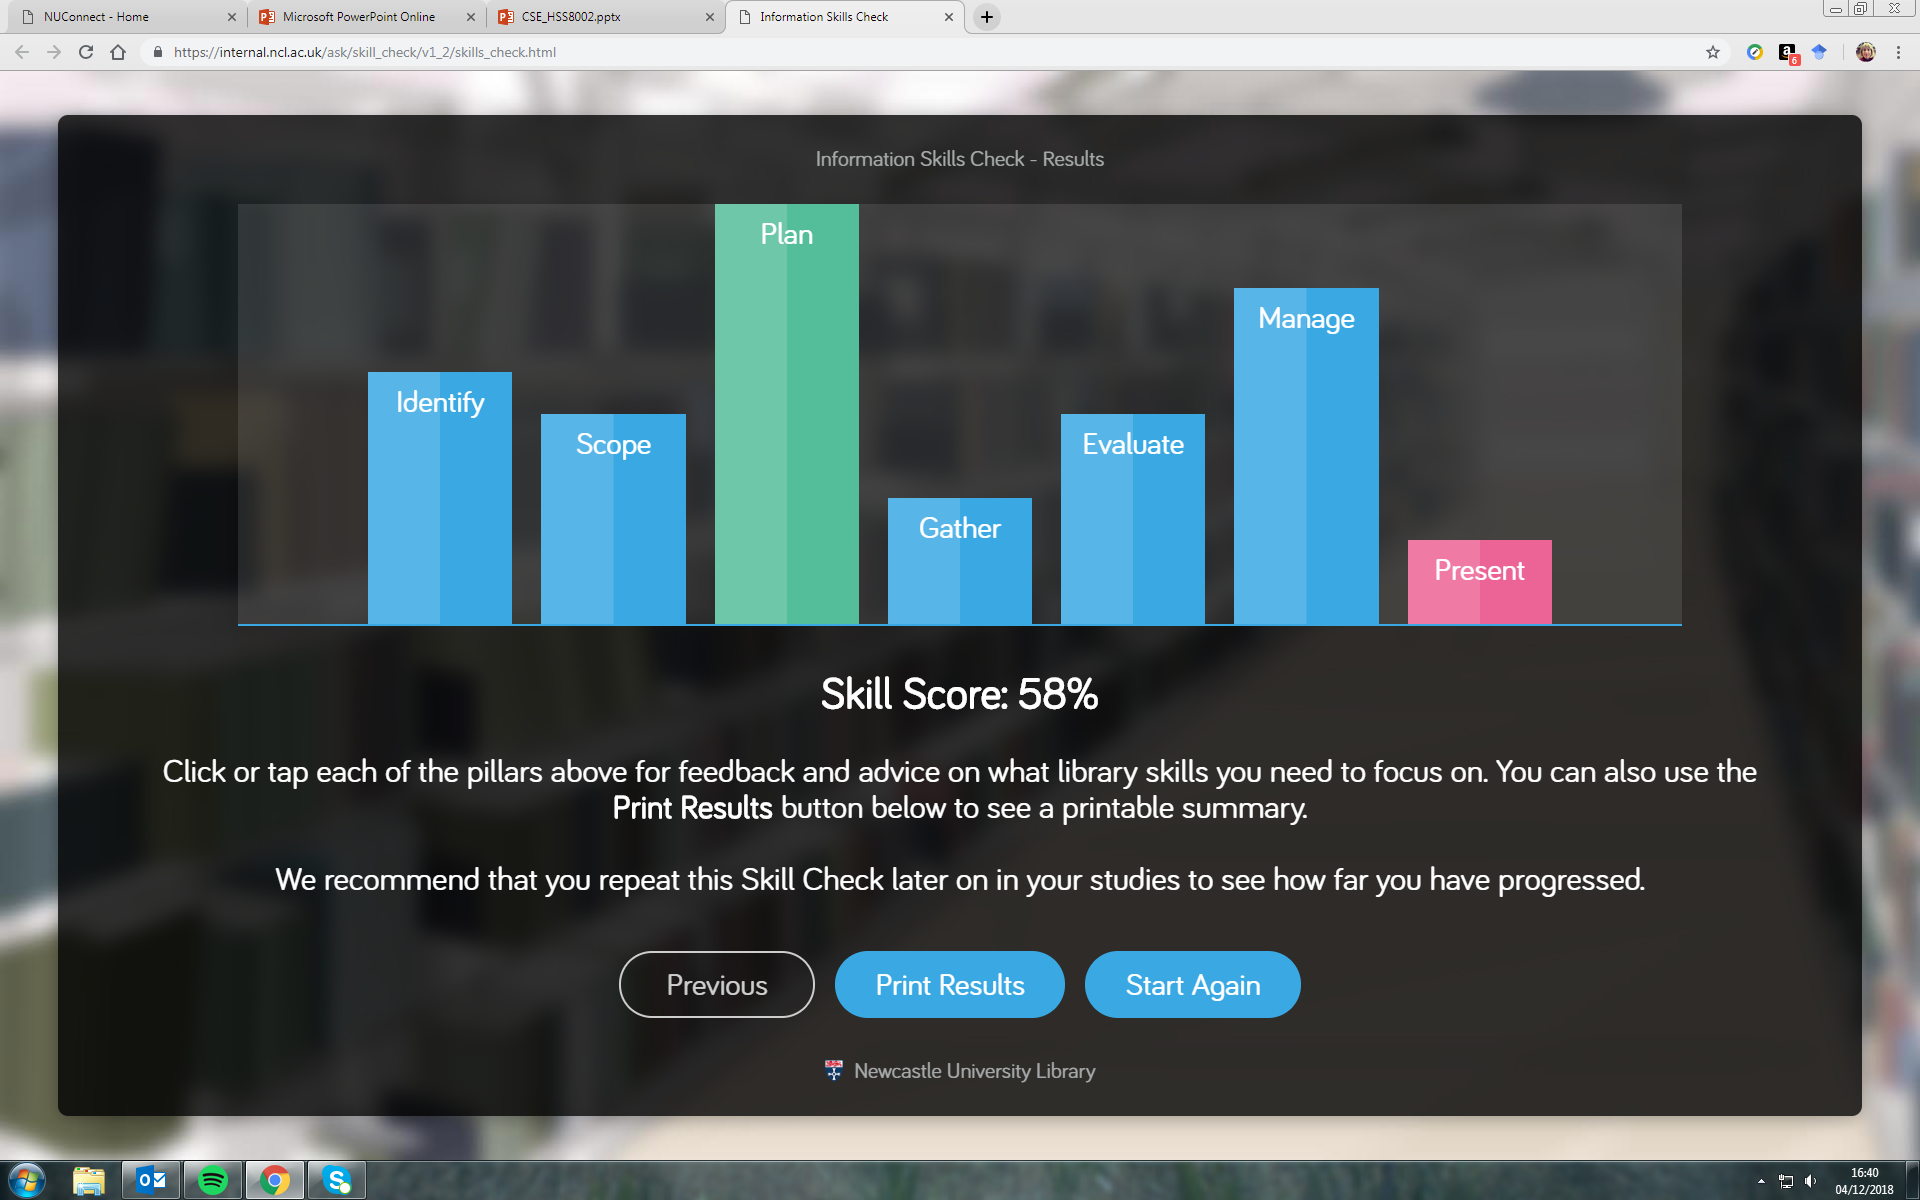 NUConnect - Home
Microsoft PowerPoint Online
CSE_HSS8002.pptx
Information Skills Check
https://internal.ncl.ac.uk/ask/skill_check/v1_2/skills_check.html
a
6
Information Skills Check - Results
Plan
Manage
Identify
Scope
Evaluate
Gather
Present
Skill Score: 58%
Click or tap each of the pillars above for feedback and advice on what library skills you need to focus on. You can also use the
Print Results button below to see a printable summary.
We recommend that you repeat this Skill Check later on in your studies to see how far you have progressed.
Previous
Print Results
Start Again
Newcastle University Library
16:40
04/12/2018